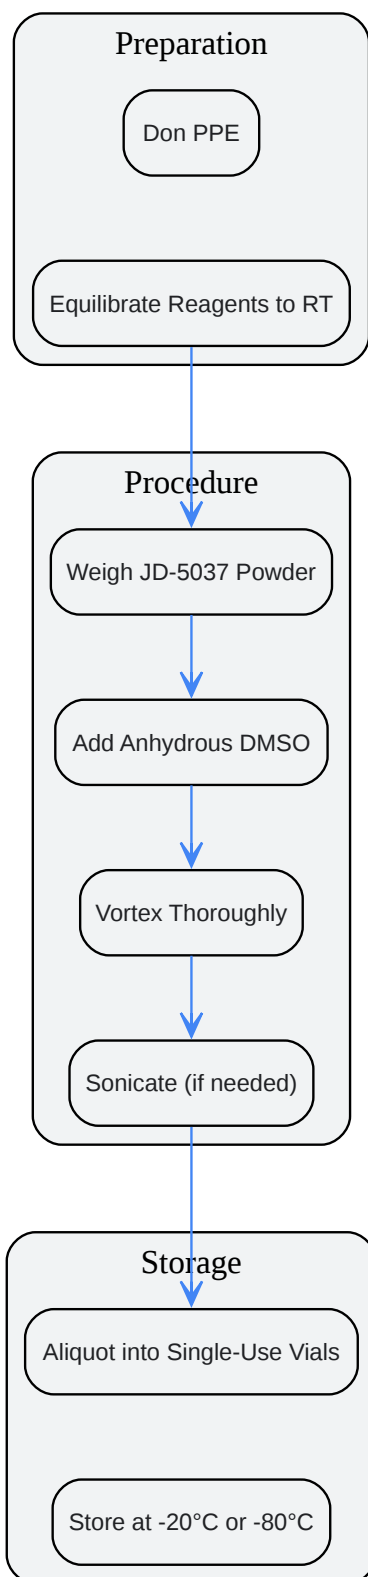 Preparation
Don PPE
Equilibrate Reagents to RT
Procedure
Weigh JD-5037 Powder
Add Anhydrous DMSO
Vortex Thoroughly
Sonicate (if needed)
Storage
Aliquot into Single-Use Vials
Store at -20°C or -80°C